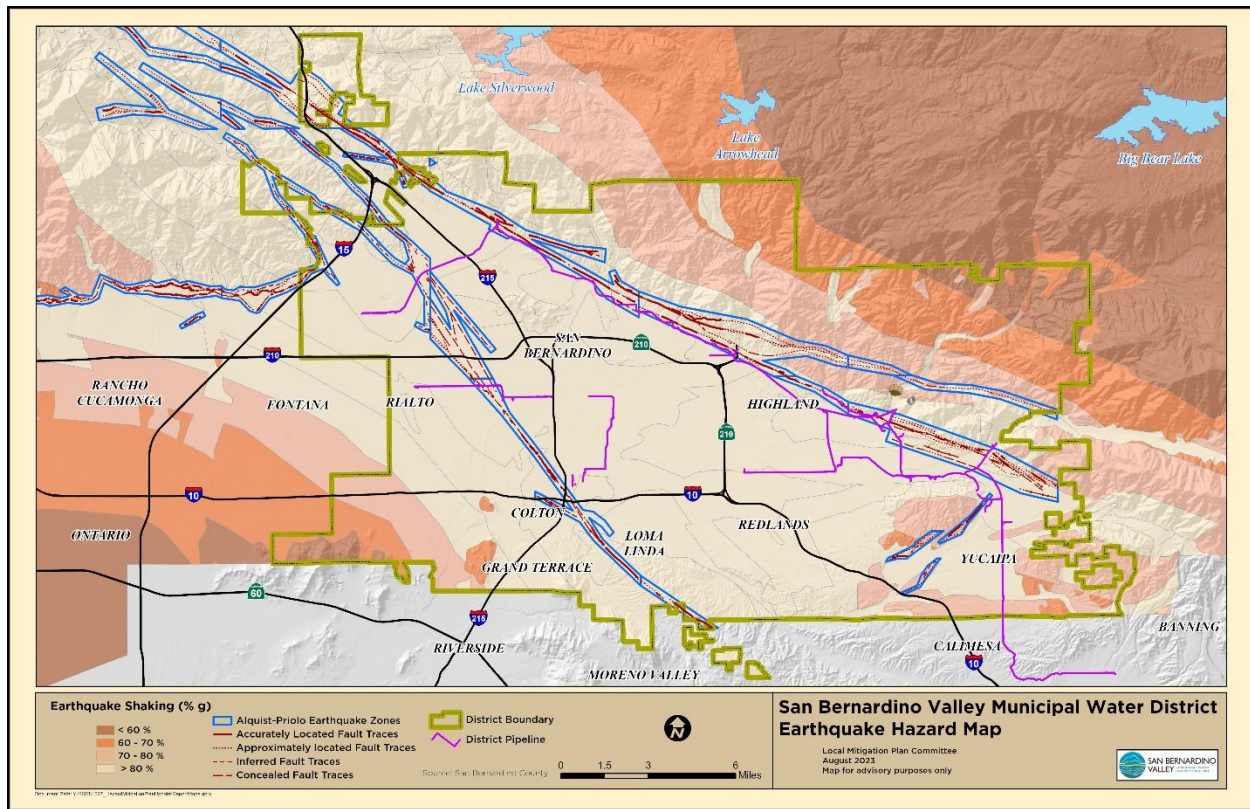 Lake Silverwood
Lake
Arrowhead
Big Bear Lake
15
215
SAN
BERNARDINO
210
210
RANCHO
CUCAMONGA
FONTANA
RIALTO
HIGHLAND
210
10
10
COLTON
REDLANDS
ONTARIO
LOMA
LINDA
YUCAIPA
GRAND TERRACE
60
215
BANNING
RIVERSIDE
CALIMESA
10
MORENO VALLEY
Earthquake Shaking (% g)
< 60 %
60 - 70 %
70 - 80 %
> 80 %
Alquist-Priolo Earthquake Zones
Accurately Located Fault Traces
Approximately located Fault Traces
Inferred Fault Traces
Concealed Fault Traces
District Boundary
District Pipeline
Source: San Bernardino County
N
0 1.5 3 6
Miles
San Bernardino Valley Municipal Water District
Earthquake Hazard Map
Local Mitigation Plan Committee
August 2023
Map for advisory purposes only
SAN BERNARDINO
VALLEY